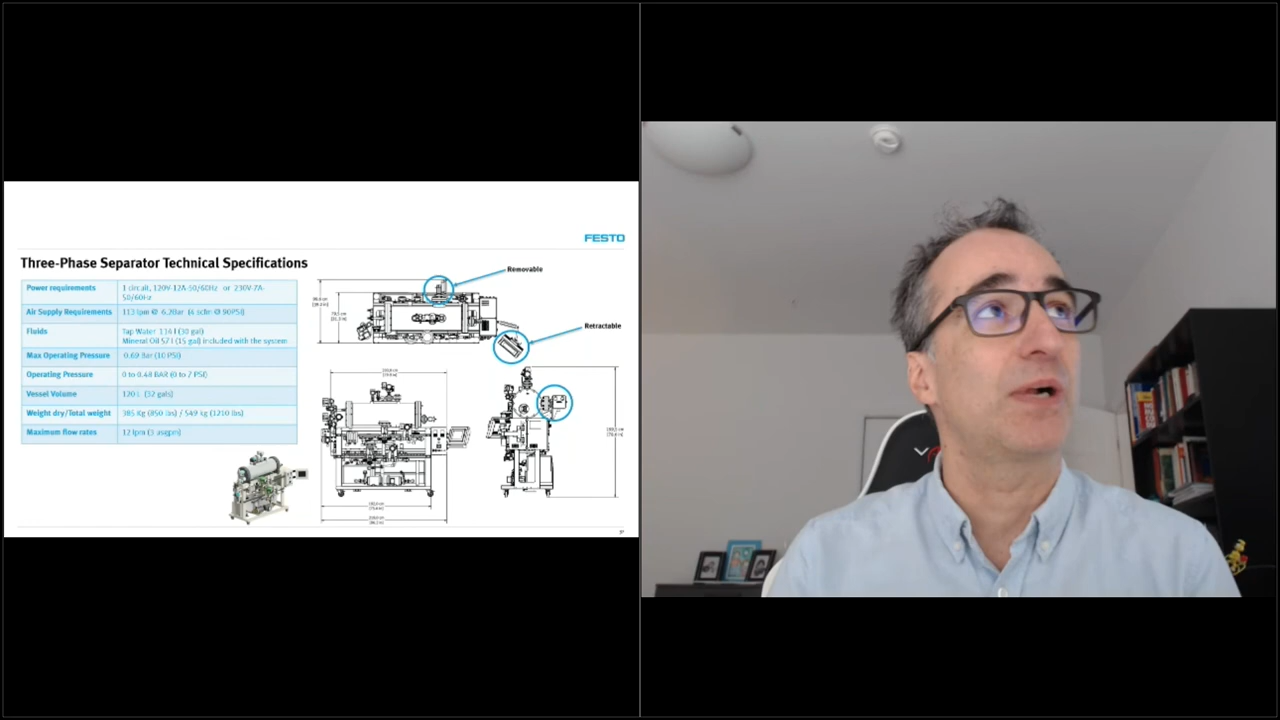 FESTO
Three-Phase Separator Technical Specifications
Power requirements
1 circuit, 120V-12A-50/60Hz or 230V-7A-
50/60Hz
Air Supply Requirements
113 lpm @ 6.2Bar (4 scfm @ 90PSI)
Fluids
Tap Water 114 l (30 gal)
Mineral Oil 57 l (15 gal) included with the system
Max Operating Pressure
0.69 Bar (10 PSI)
Operating Pressure
0 to 0.48 BAR (0 to 7 PSI)
Vessel Volume
120 L (32 gals)
Weight dry/Total weight
385 Kg (850 lbs) / 549 kg (1210 lbs)
Maximum flow rates
12 lpm (3
Removable
Retractable